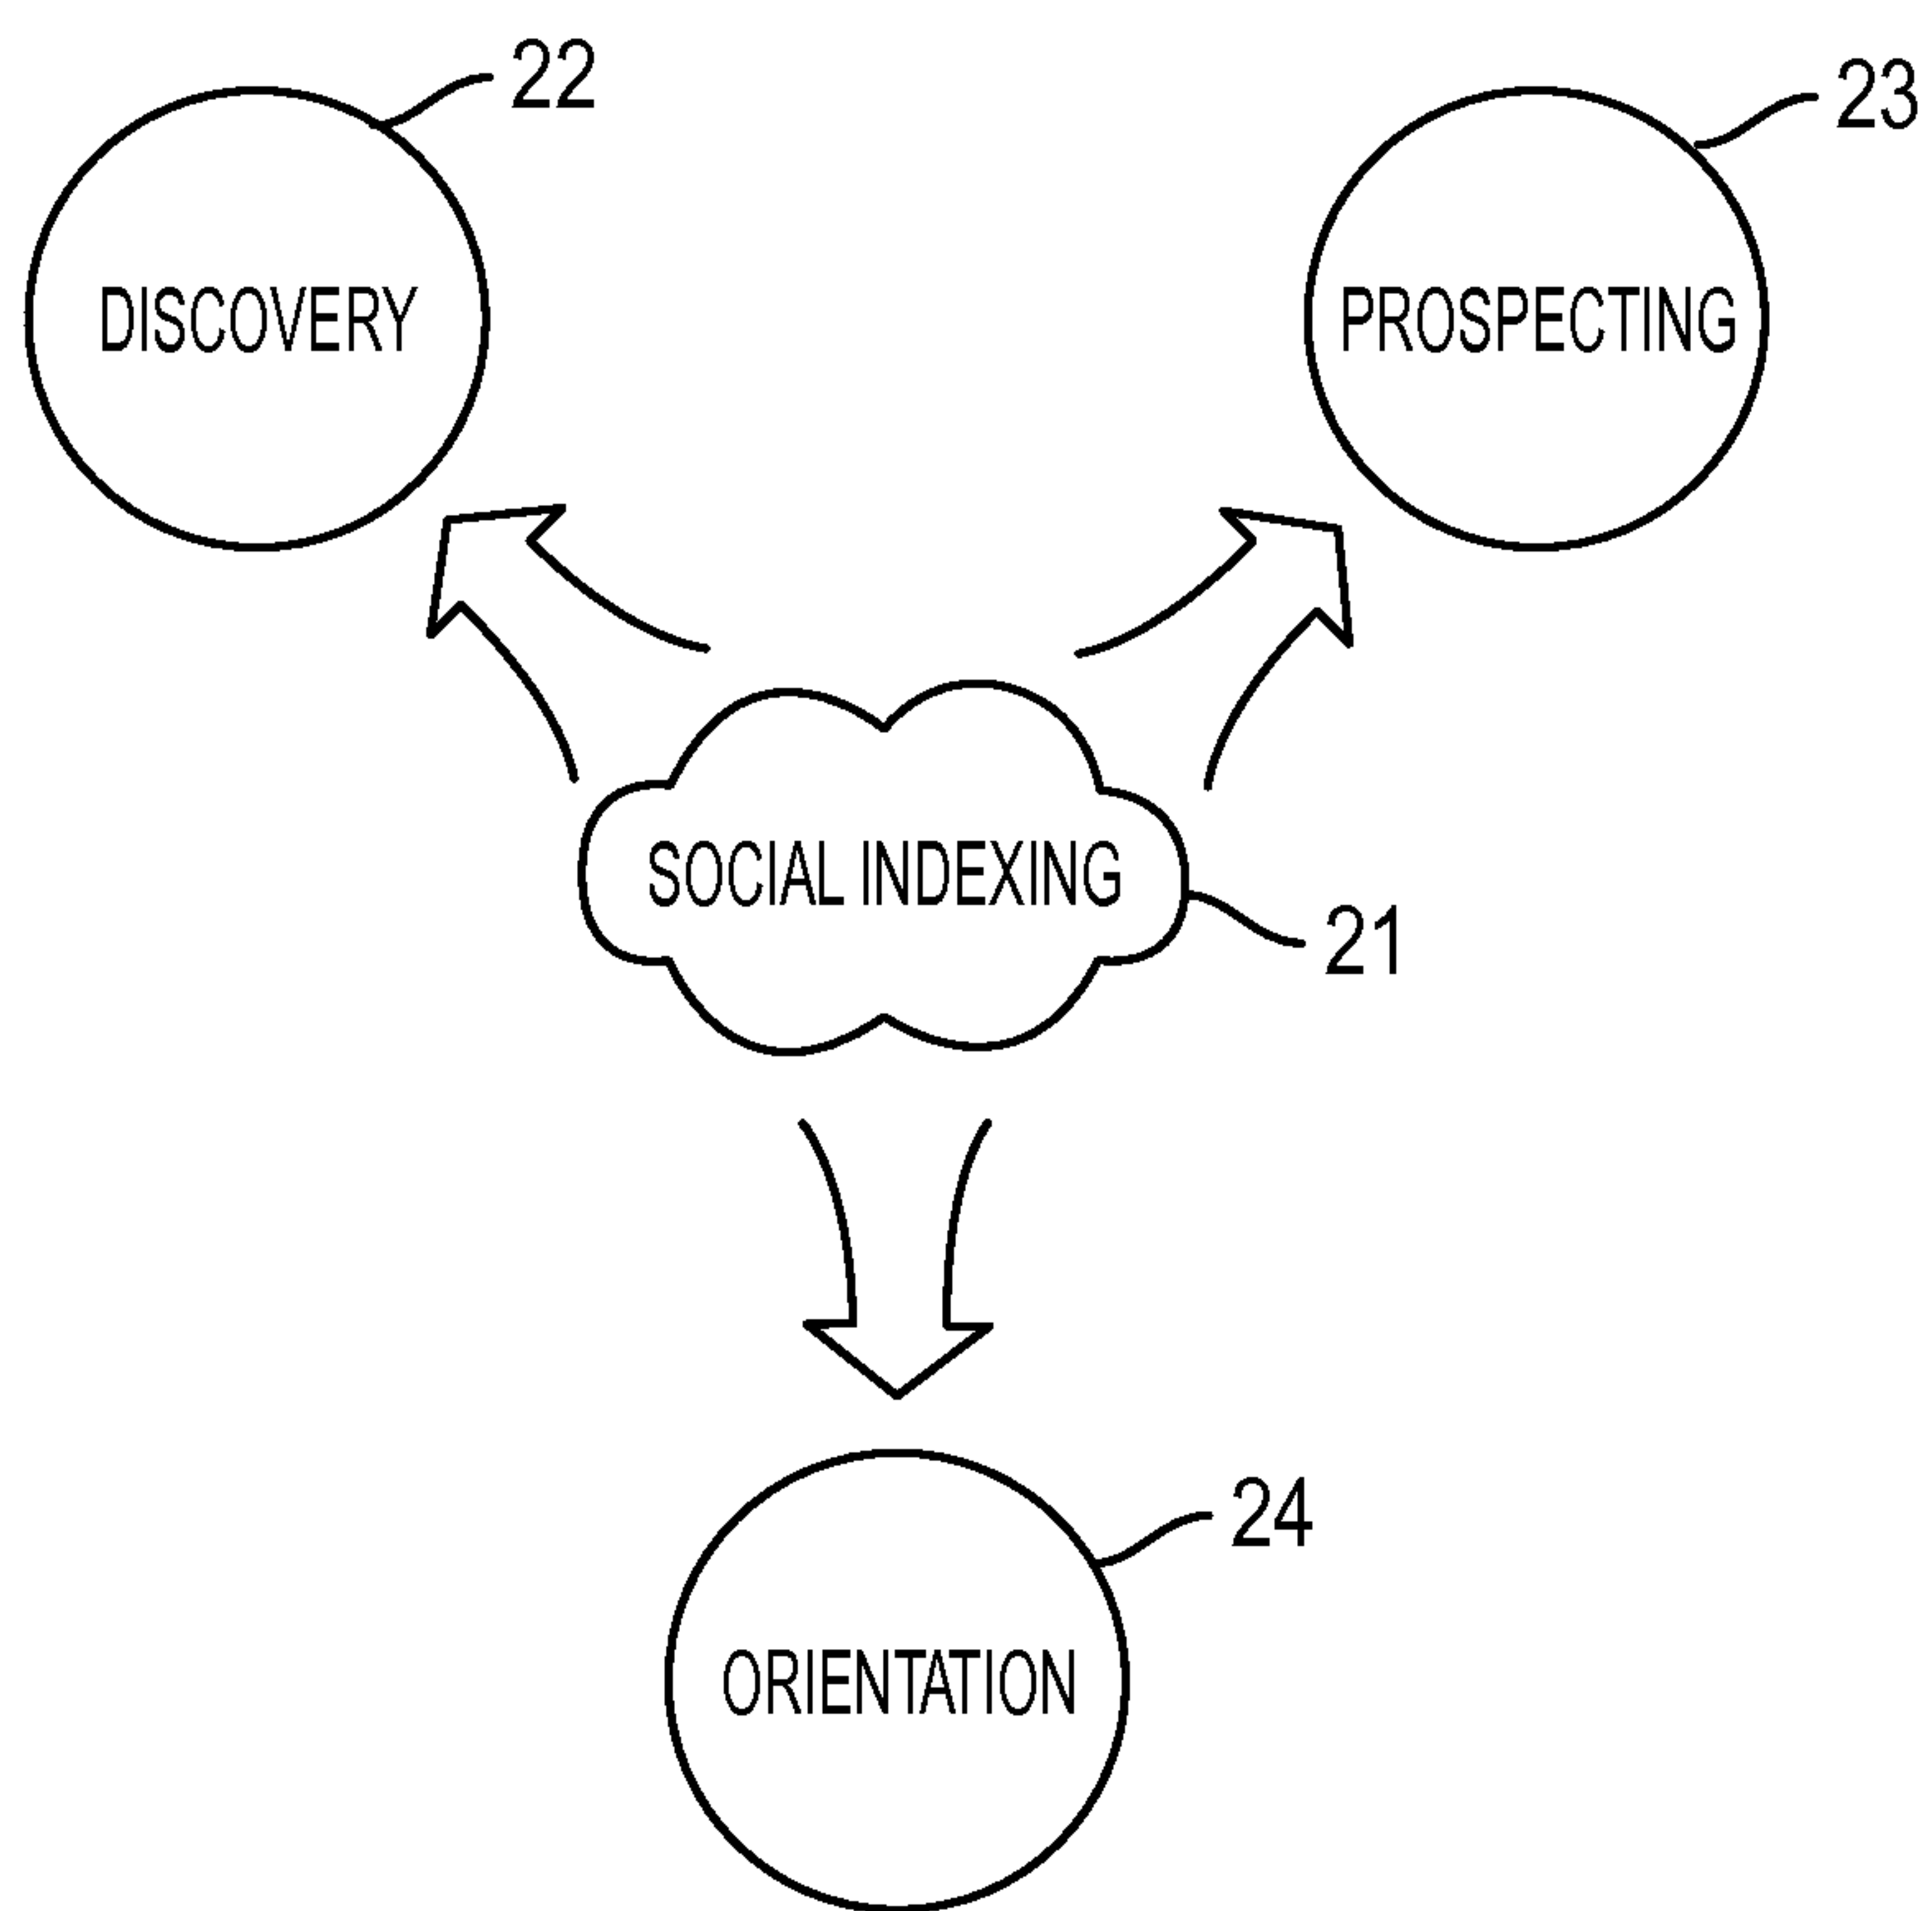 22
23
DISCOVERY
PROSPECTING
SOCIAL INDEXING
21
24
ORIENTATION